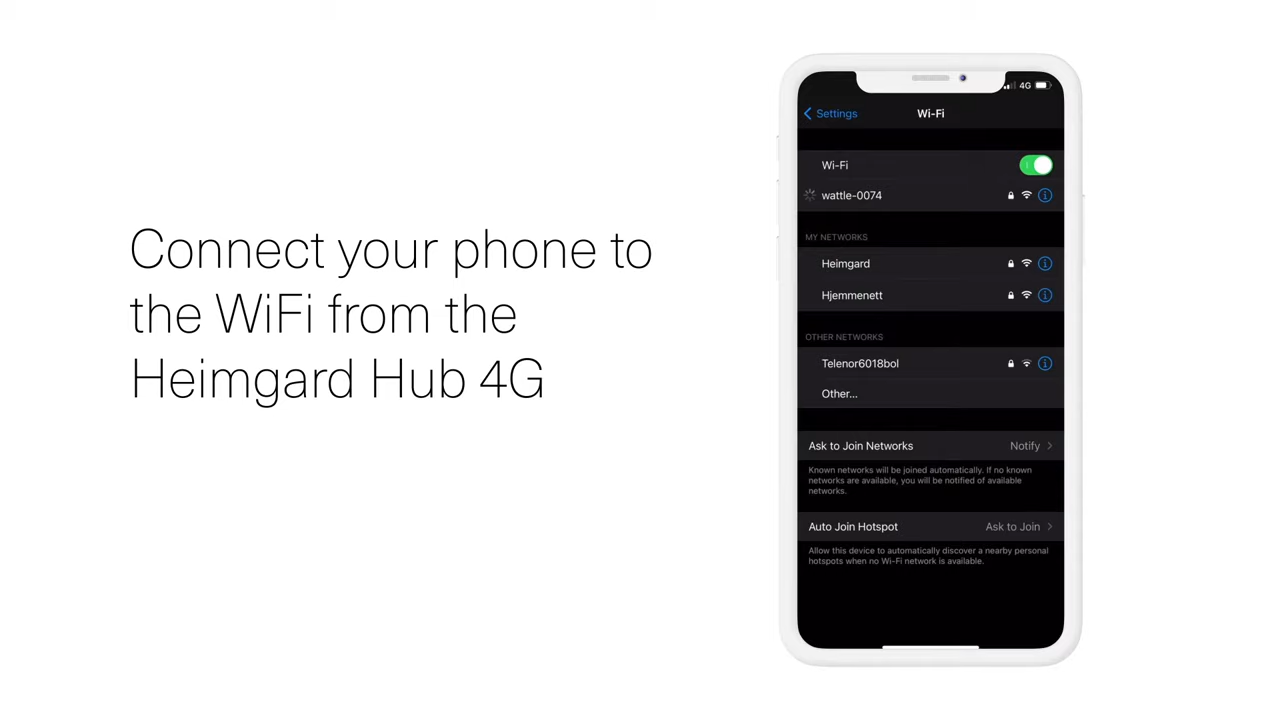 Connect your phone to
the WiFi from the
Heimgard Hub 4G
4G
Settings
Wi-Fi
Wi-Fi
wattle-0074
MY NETWORKS
Heimgard
Hjemmenett
OTHER NETWORKS
Telenor6018bol
Other...
Ask to Join Networks Notify
Known networks will be joined automatically. If no known
networks are available, you will be notified of available
networks.
Auto Join Hotspot Ask to Join
Allow this device to automatically discover a nearby personal
hotspots when no Wi-Fi network is available.